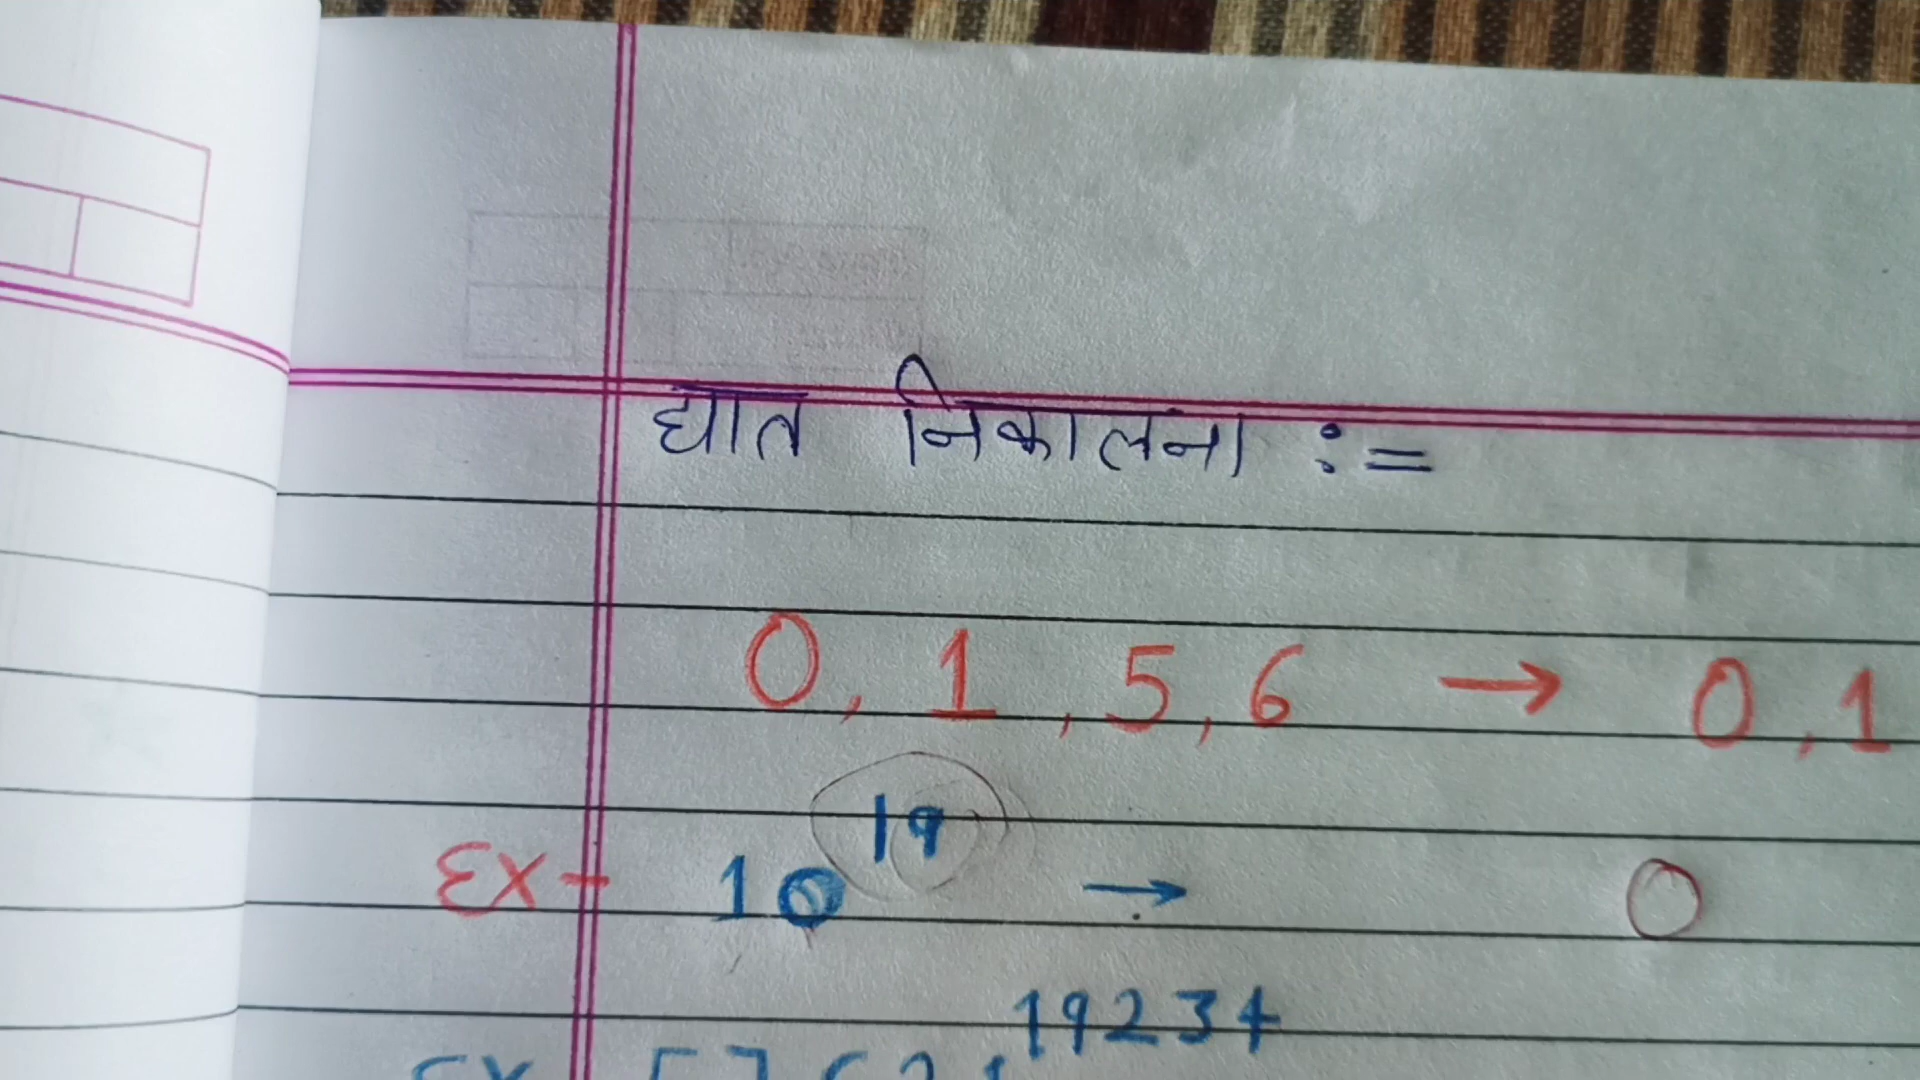 घात निकालना :=
0, 1, 5, 6 → 0, 1
Ex - 10^19 → 0
19234